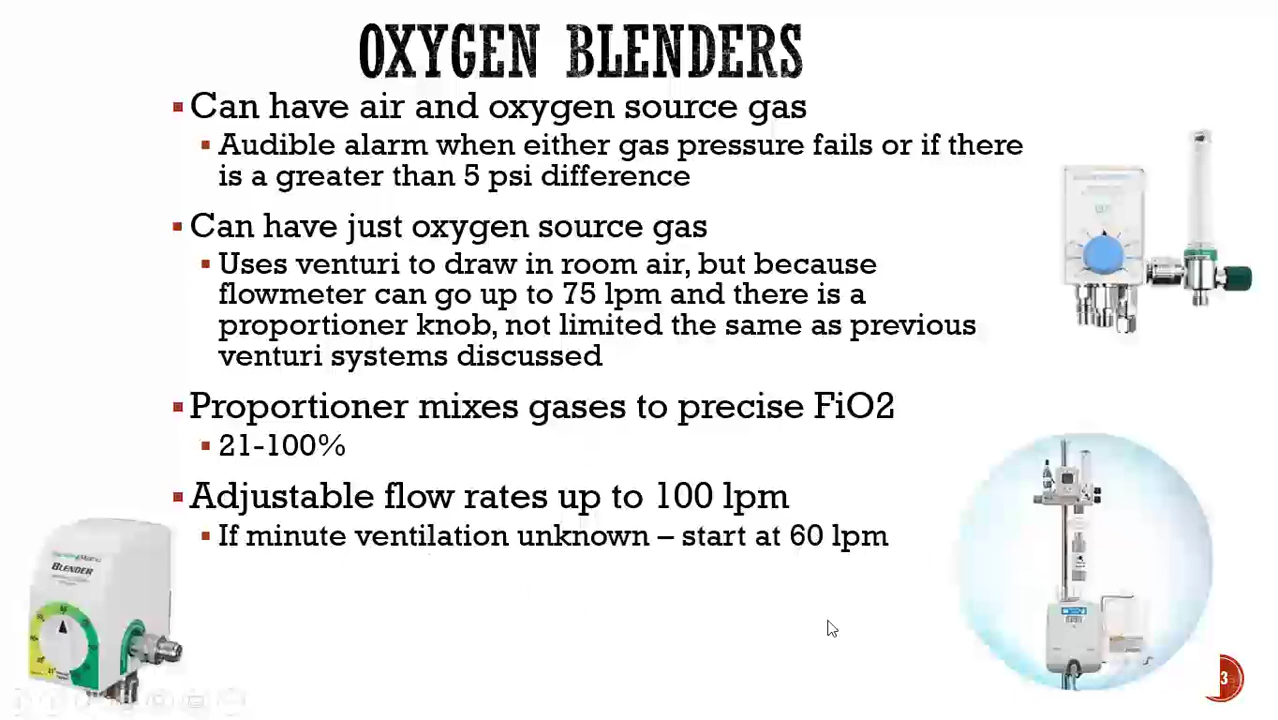 OXYGEN BLENDERS
Can have air and oxygen source gas
Audible alarm when either gas pressure fails or if there
is a greater than 5 psi difference
Can have just oxygen source gas
Uses venturi to draw in room air, but because
flowmeter can go up to 75 lpm and there is a
proportioner knob, not limited the same as previous
venturi systems discussed
Proportioner mixes gases to precise FiO2
21-100%
Adjustable flow rates up to 100 lpm
If minute ventilation unknown – start at 60 lpm
BLENDER
3